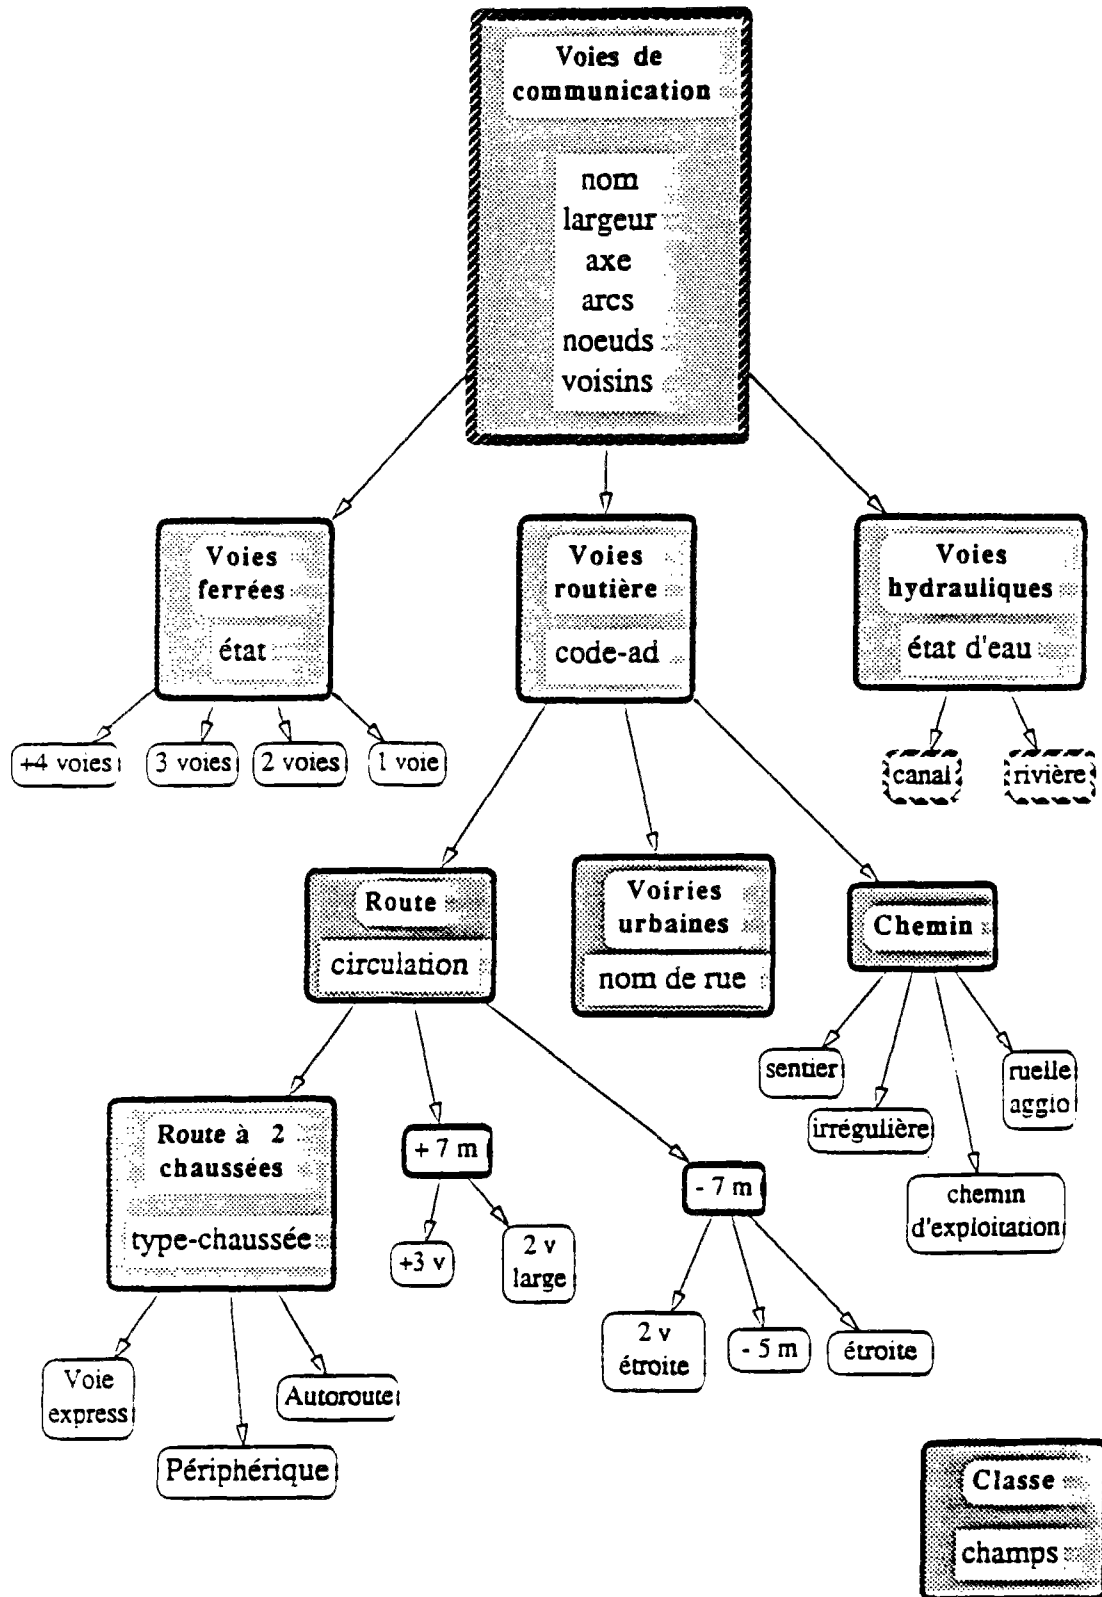 Voies de
communication
nom
largeur
axe
arcs
noeuds
voisins
Voies
ferrées
état
Voies
routière
code-ad
Voies
hydrauliques
état d'eau
+4 voies
3 voies
2 voies
1 voie
canal
rivière
Route
circulation
Voiries
urbaines
nom de rue
Chemin
sentier
irrégulière
chemin
d'exploitation
ruelle
agglo
Route à 2
chaussées
type-chaussée
+ 7 m
- 7 m
+3 v
2 v
large
2 v
étroite
- 5 m
étroite
Voie
express
Périphérique
Autoroute
Classe
champs